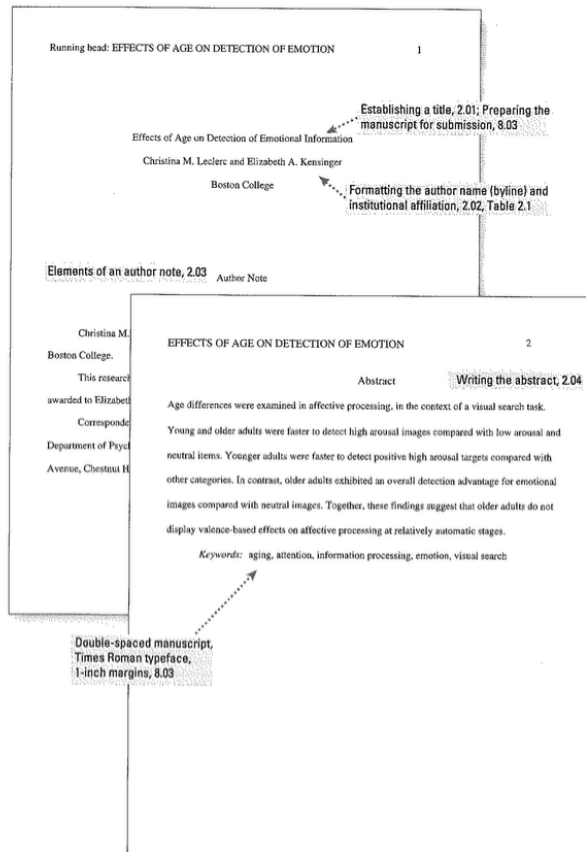 Running head: EFFECTS OF AGE ON DETECTION OF EMOTION 1
Establishing a title, 2.01; Preparing the
manuscript for submission, 8.03
Effects of Age on Detection of Emotional Information
Christina M. Leclerc and Elizabeth A. Kensinger
Boston College
Formatting the author name (byline) and
institutional affiliation, 2.02, Table 2.1
Elements of an author note, 2.03
Author Note
Christina M.
Boston College.
This research
awarded to Elizabeth
Corresponde
Department of Psych
Avenue, Chestnut H
EFFECTS OF AGE ON DETECTION OF EMOTION 2
Abstract
Writing the abstract, 2.04
Age differences were examined in affective processing, in the context of a visual search task.
Young and older adults were faster to detect high arousal images compared with low arousal and
neutral items. Younger adults were faster to detect positive high arousal targets compared with
other categories. In contrast, older adults exhibited an overall detection advantage for emotional
images compared with neutral images. Together, these findings suggest that older adults do not
display valence-based effects on affective processing at relatively automatic stages.
Keywords: aging, attention, information processing, emotion, visual search
Double-spaced manuscript,
Times Roman typeface,
1-inch margins, 8.03